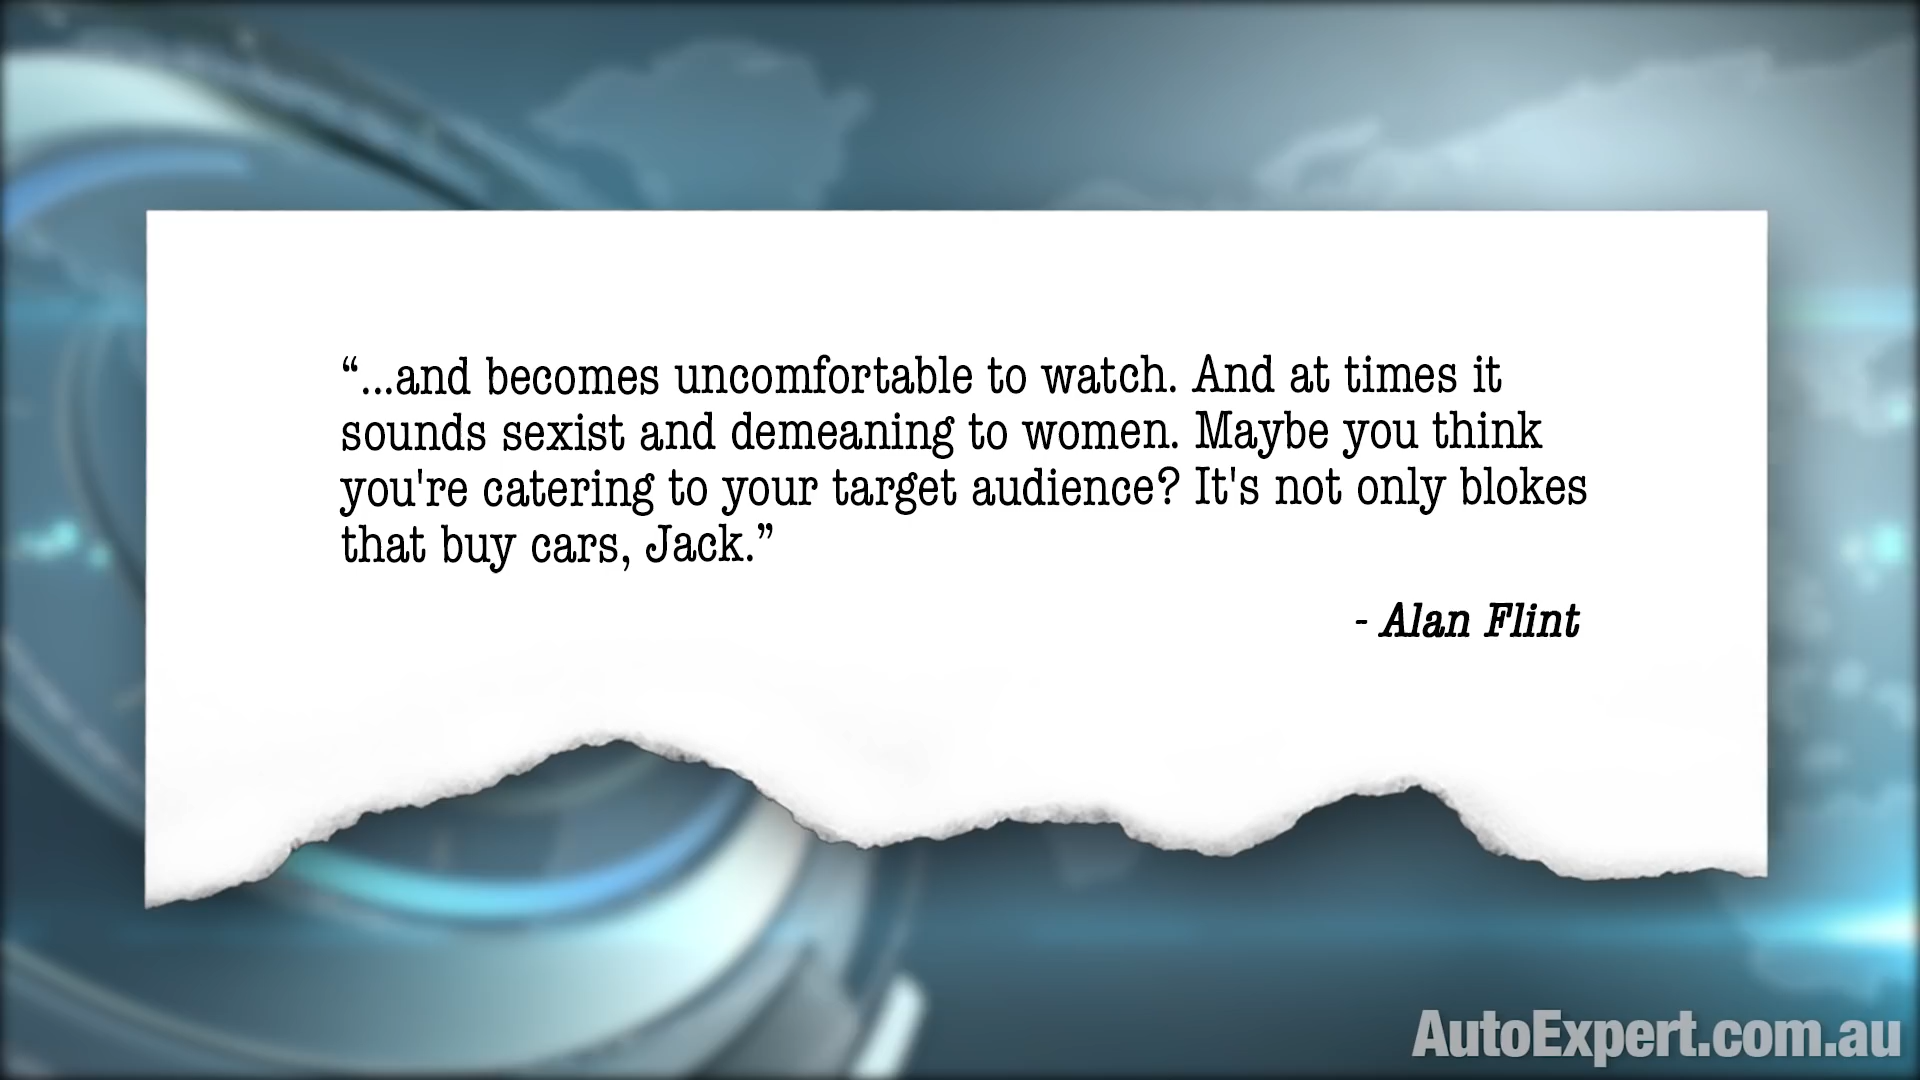 “...and becomes uncomfortable to watch. And at times it
sounds sexist and demeaning to women. Maybe you think
you're catering to your target audience? It's not only blokes
that buy cars, Jack.”
- Alan Flint
AutoExpert.com.au